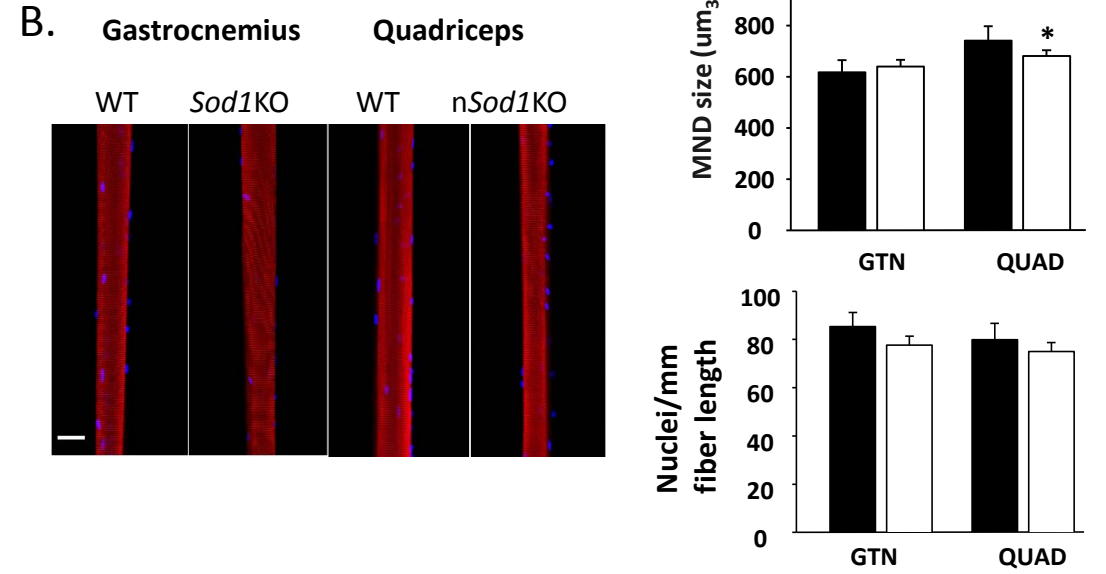 B.
Gastrocnemius Quadriceps
WT Sod1KO WT nSod1KO
MND size (um3
800
*
600
400
200
0
GTN QUAD
Nuclei/mm
fiber length
100
80
60
40
20
0
GTN QUAD